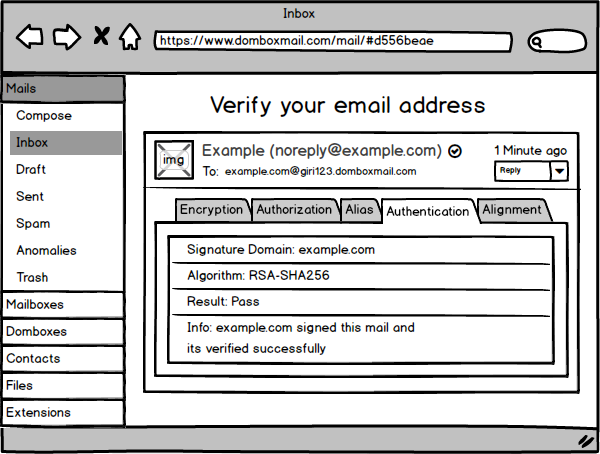 Inbox
https://www.domboxmail.com/mail/#d556beae
Mails
Compose
Inbox
Draft
Sent
Spam
Anomalies
Trash
Mailboxes
Domboxes
Contacts
Files
Extensions
Verify your email address
img
Example (noreply@example.com)
1 Minute ago
To: example.com@giri123.domboxmail.com
Reply
Encryption
Authorization
Alias
Authentication
Alignment
Signature Domain: example.com
Algorithm: RSA-SHA256
Result: Pass
Info: example.com signed this mail and
its verified successfully